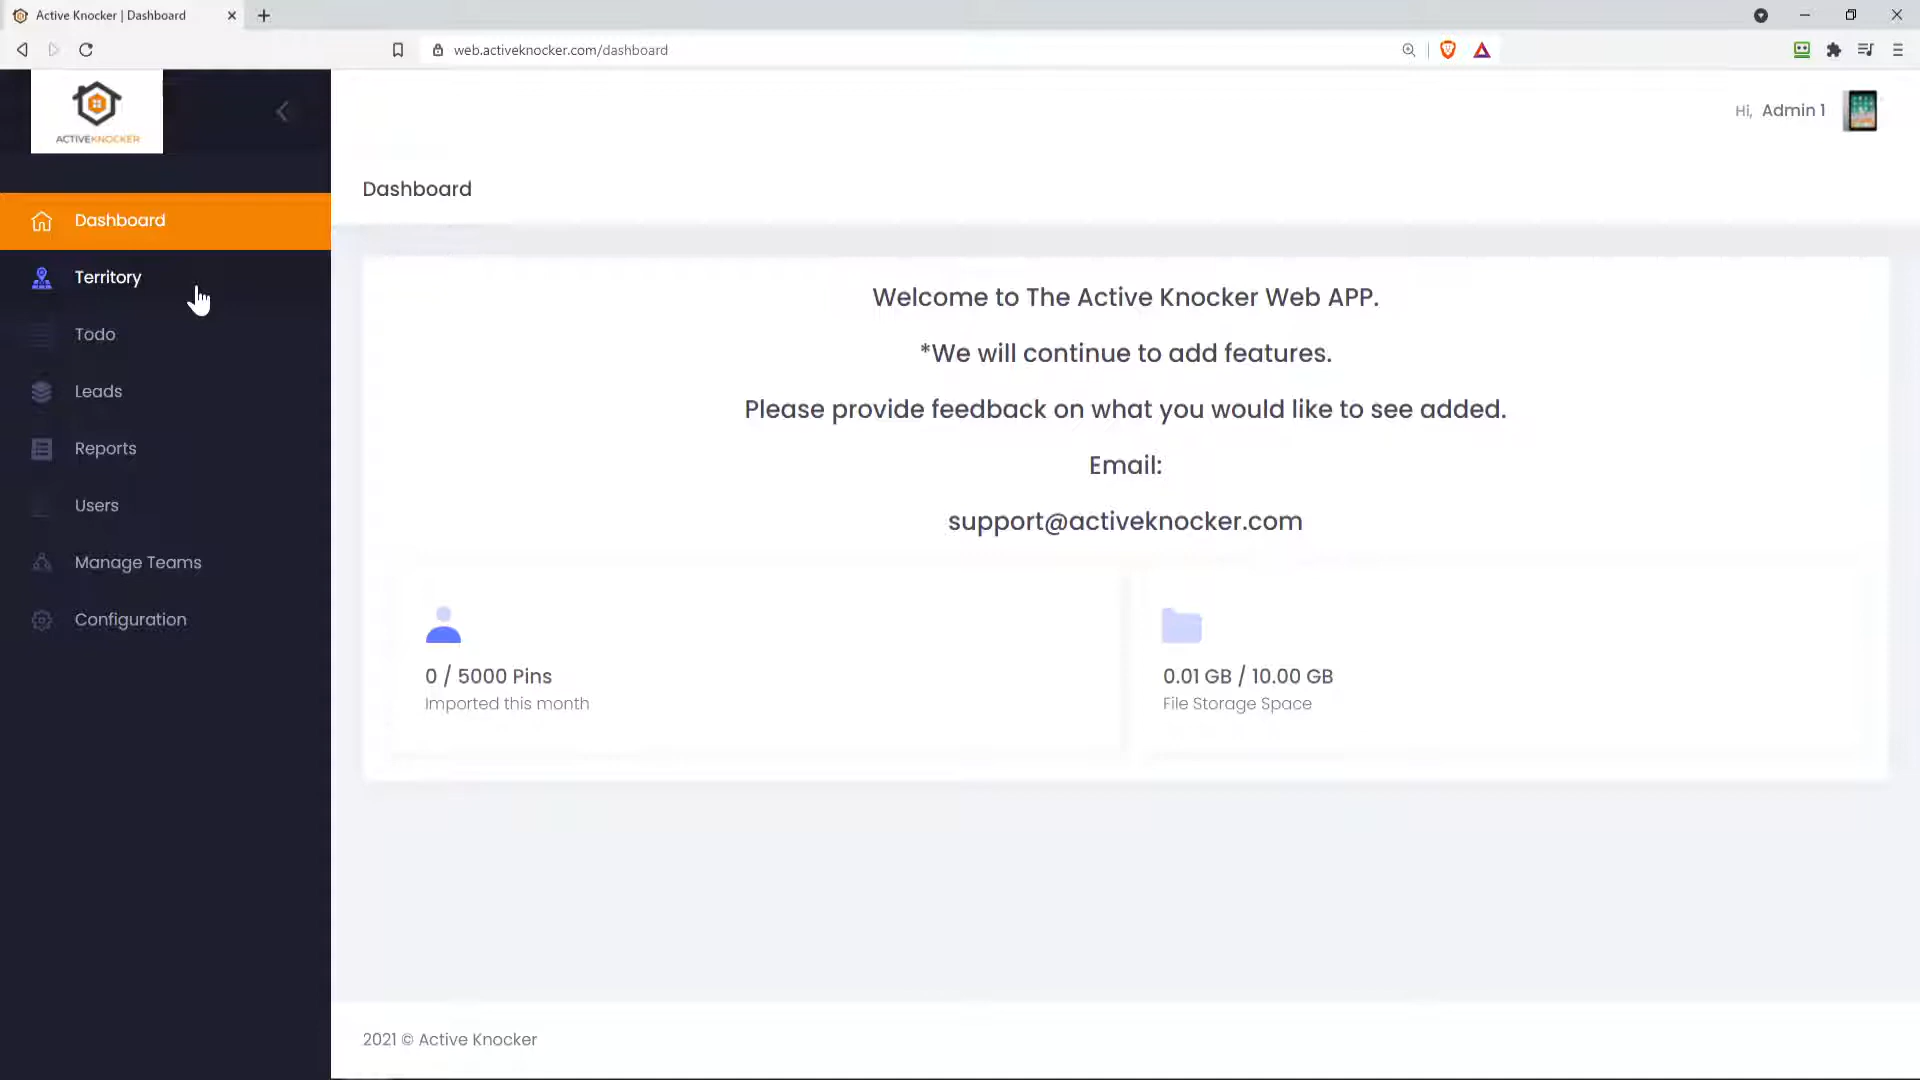 Active Knocker | Dashboard
web.activeknocker.com/dashboard
ACTIVEKNOCKER
Hi, Admin 1
Dashboard
Dashboard
Territory
Todo
Leads
Reports
Users
Manage Teams
Configuration
Welcome to The Active Knocker Web APP.
*We will continue to add features.
Please provide feedback on what you would like to see added.
Email:
support@activeknocker.com
0 / 5000 Pins
Imported this month
0.01 GB / 10.00 GB
File Storage Space
2021 © Active Knocker